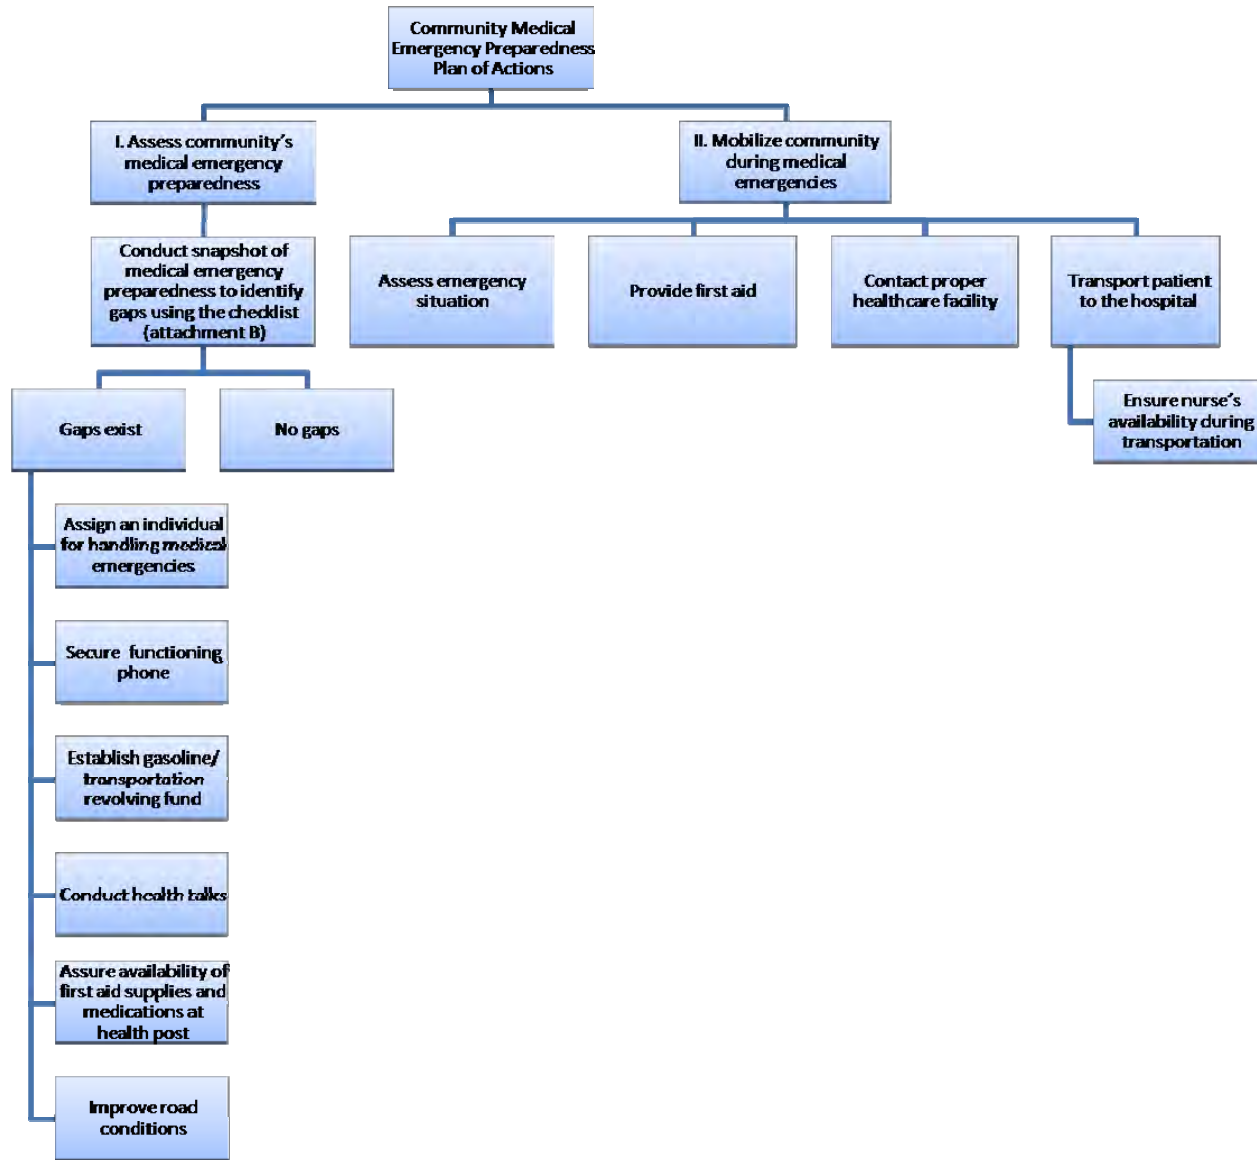 Community Medical
Emergency Preparedness
Plan of Actions
I. Assess community's
medical emergency
preparedness
II. Mobilize community
during medical
emergencies
Conduct snapshot of
medical emergency
preparedness to identify
gaps using the checklist
(attachment B)
Assess emergency
situation
Provide first aid
Contact proper
healthcare facility
Transport patient
to the hospital
Gaps exist
No gaps
Ensure nurse's
availability during
transportation
Assign an individual
for handling medical
emergencies
Secure functioning
phone
Establish gasoline/
transportation
revolving fund
Conduct health talks
Assure availability of
first aid supplies and
medications at
health post
Improve road
conditions